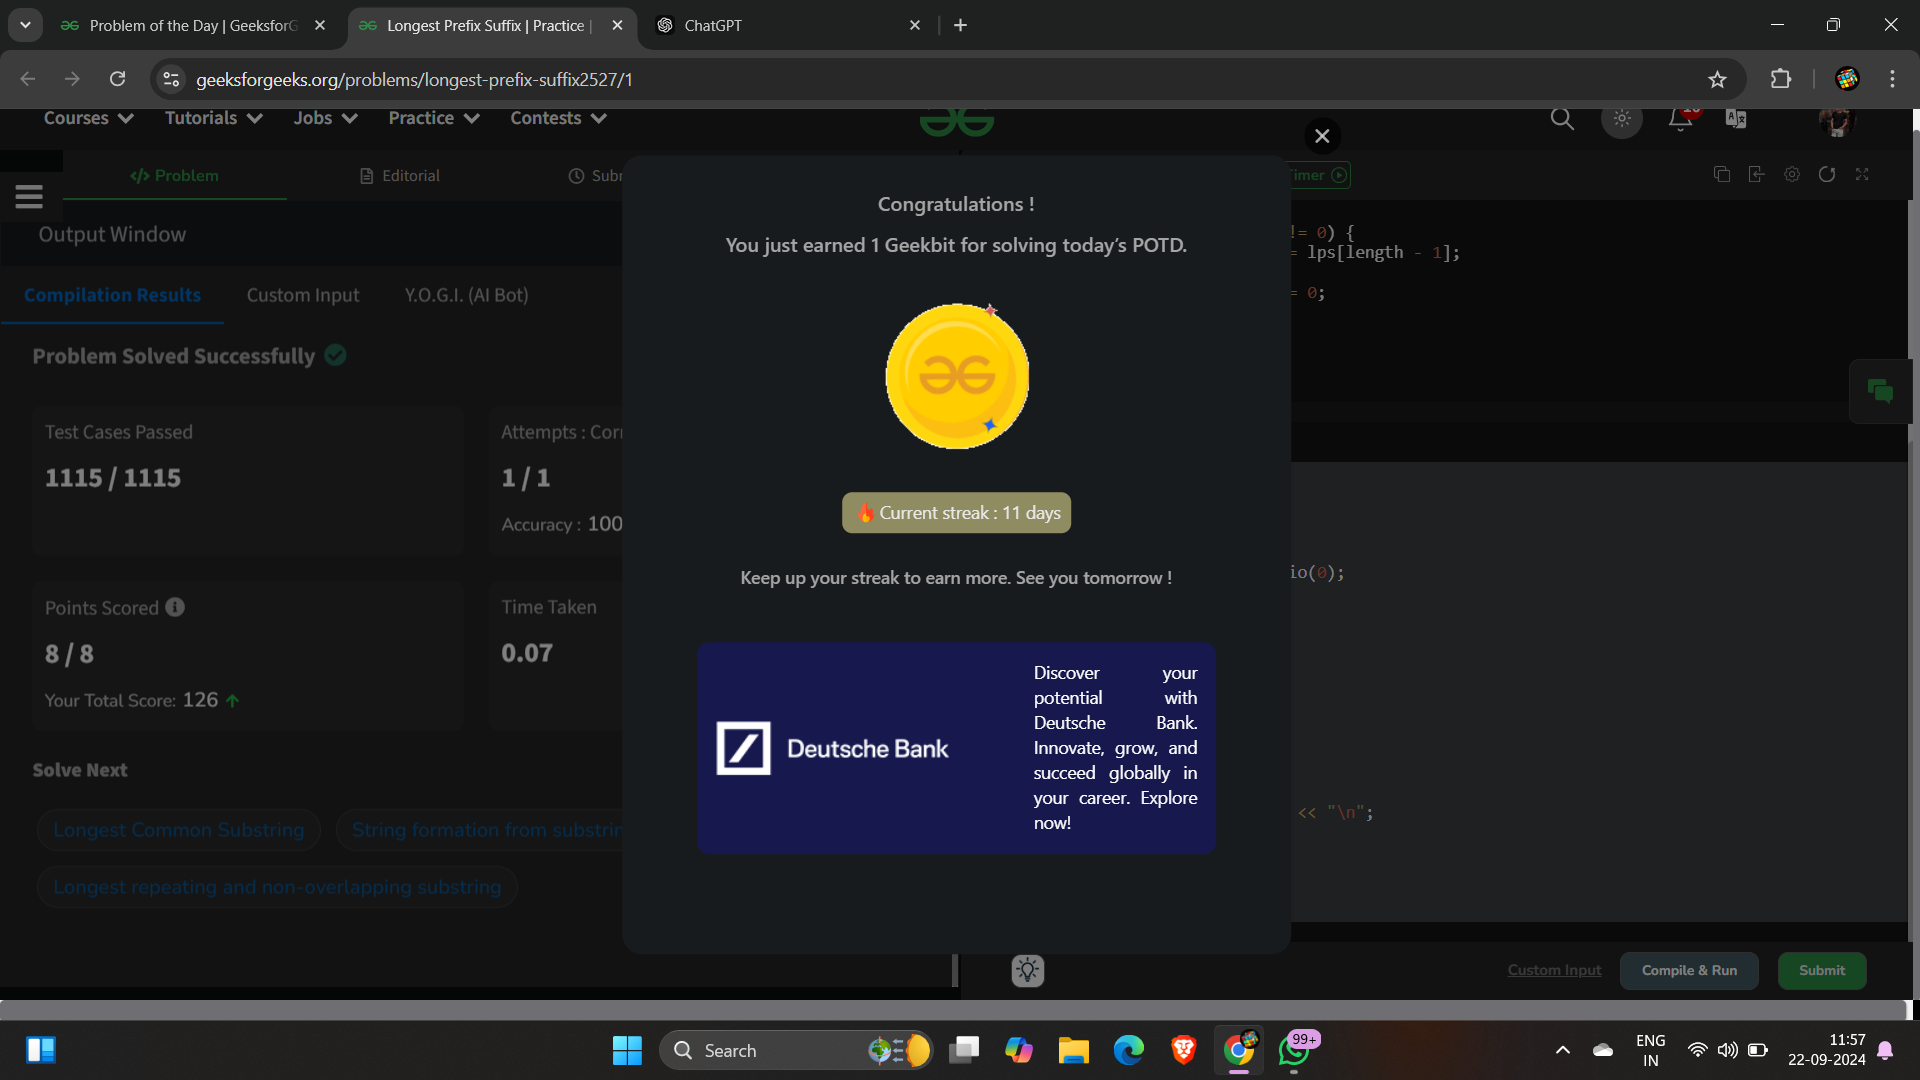 Problem of the Day | GeeksforG
Longest Prefix Suffix | Practice |
ChatGPT
geeksforgeeks.org/problems/longest-prefix-suffix2527/1
Courses
Tutorials
Jobs
Practice
Contests
</> Problem
Editorial
Subr
Timer
Output Window
Compilation Results
Custom Input
Y.O.G.I. (AI Bot)
Problem Solved Successfully
Test Cases Passed
1115 / 1115
Attempts : Corr
1 / 1
Accuracy : 100
Points Scored
8 / 8
Your Total Score: 126
Time Taken
0.07
Solve Next
Longest Common Substring
String formation from substrin
Longest repeating and non-overlapping substring
Congratulations !
You just earned 1 Geekbit for solving today's POTD.
Current streak : 11 days
Keep up your streak to earn more. See you tomorrow !
Deutsche Bank
Discover your
potential with
Deutsche Bank.
Innovate, grow, and
succeed globally in
your career. Explore
now!
!= 0) {
= lps[length - 1];
= 0;
io(0);
<< "\n";
Custom Input
Compile & Run
Submit
Search
99+
ENG
IN
11:57
22-09-2024